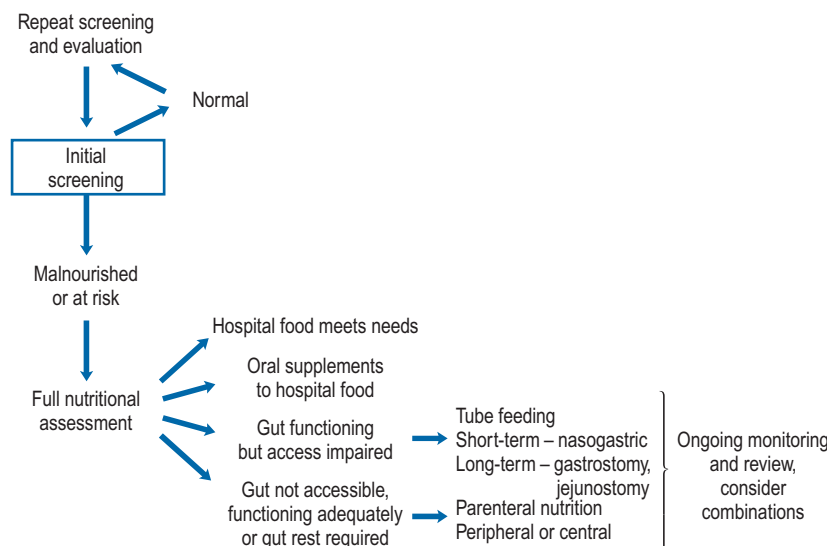 Repeat screening
and evaluation
Normal
Initial
screening
Malnourished
or at risk
Full nutritional
assessment
Hospital food meets needs
Oral supplements
to hospital food
Gut functioning
but access impaired
Gut not accessible,
functioning adequately
or gut rest required
Tube feeding
Short-term – nasogastric
Long-term – gastrostomy,
jejunostomy
Parenteral nutrition
Peripheral or central
Ongoing monitoring
and review,
consider
combinations